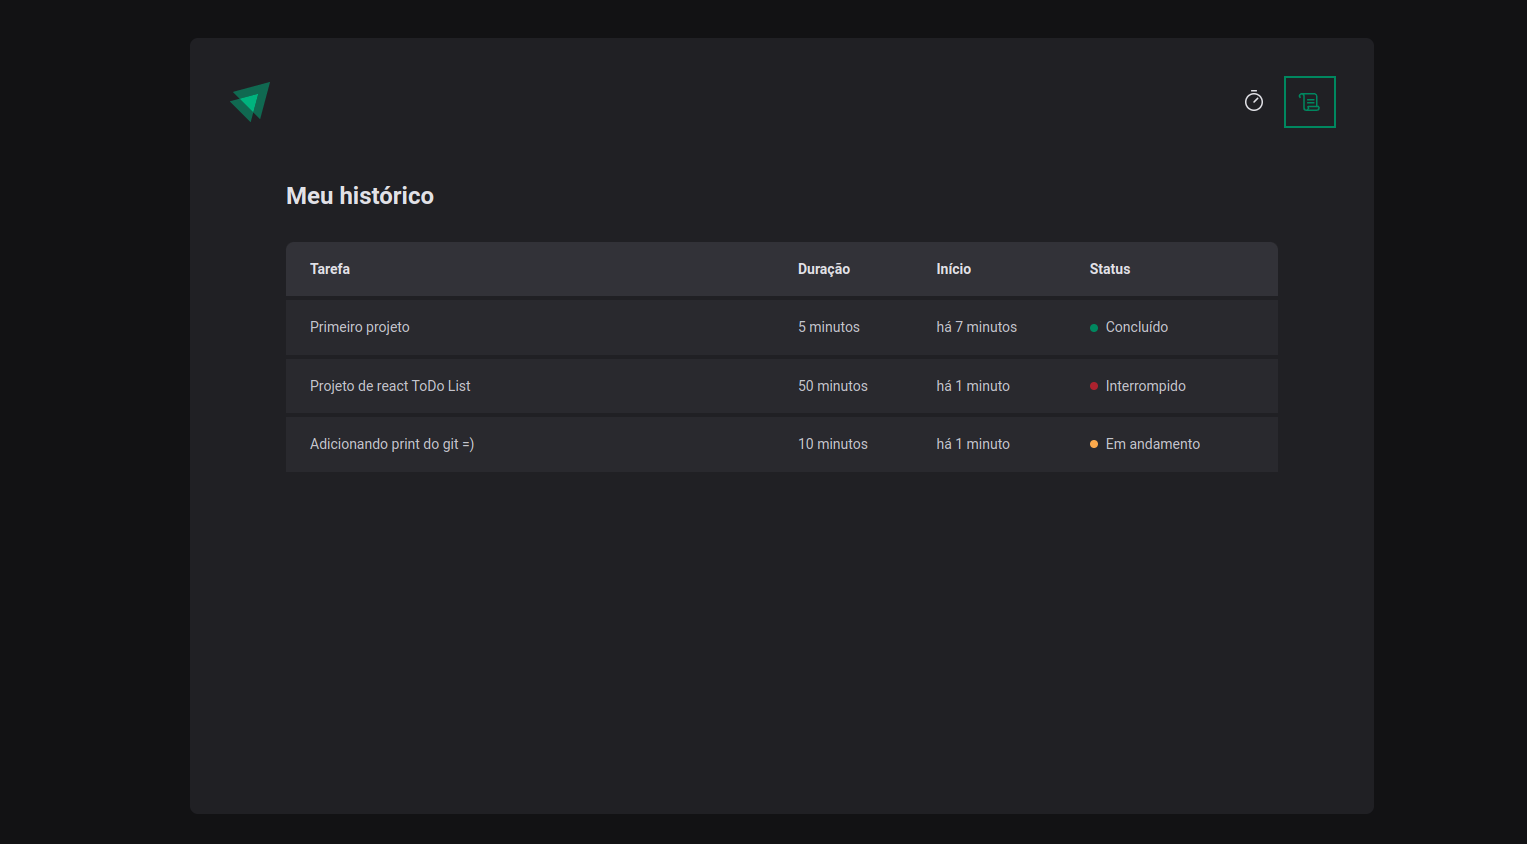 Meu histórico
Tarefa Duração Início Status
Primeiro projeto 5 minutos há 7 minutos Concluído
Projeto de react ToDo List 50 minutos há 1 minuto Interrompido
Adicionando print do git =) 10 minutos há 1 minuto Em andamento